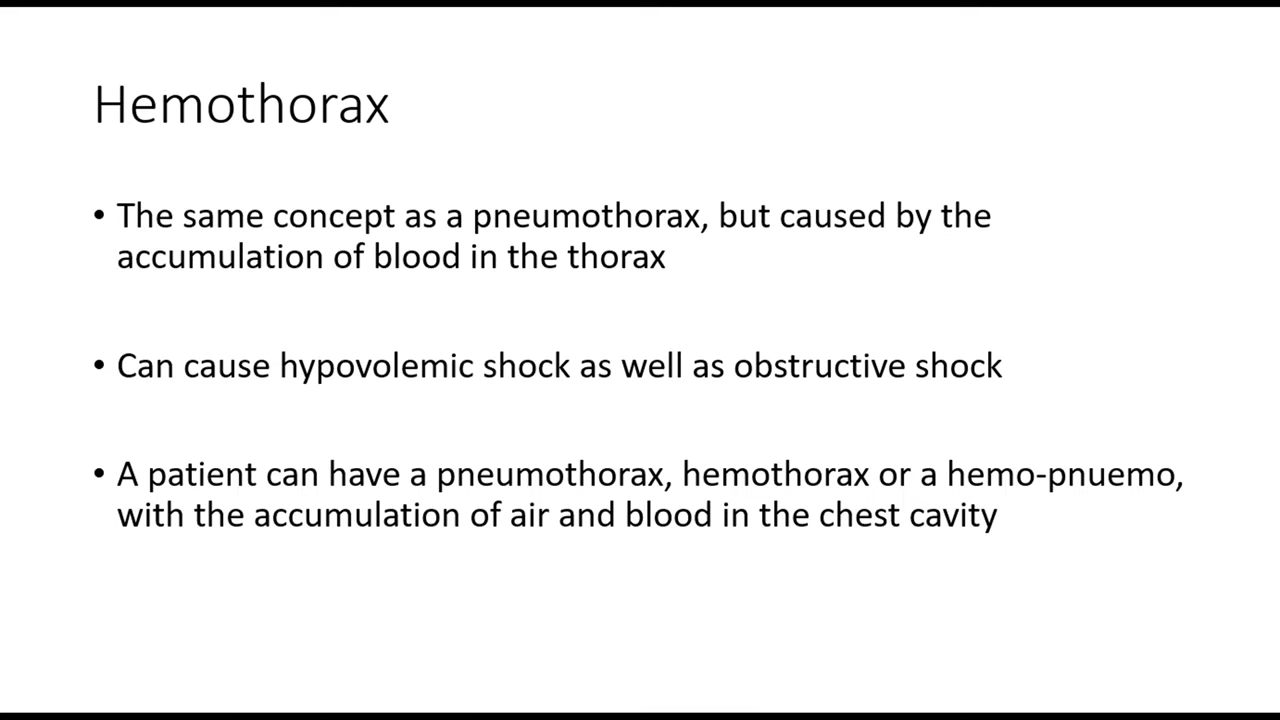 Hemothorax
• The same concept as a pneumothorax, but caused by the
accumulation of blood in the thorax
• Can cause hypovolemic shock as well as obstructive shock
• A patient can have a pneumothorax, hemothorax or a hemo-pnuemo,
with the accumulation of air and blood in the chest cavity